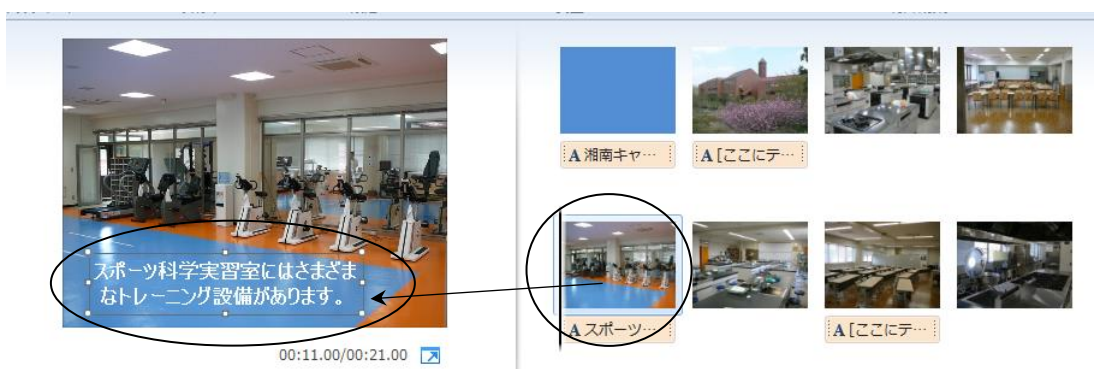 スポーツ科学実習室にはさまざま
なトレーニング設備があります。
00:11.00/00:21.00
A 湘南キャ…
A [ここにテ…
A スポーツ…
A [ここにテ…